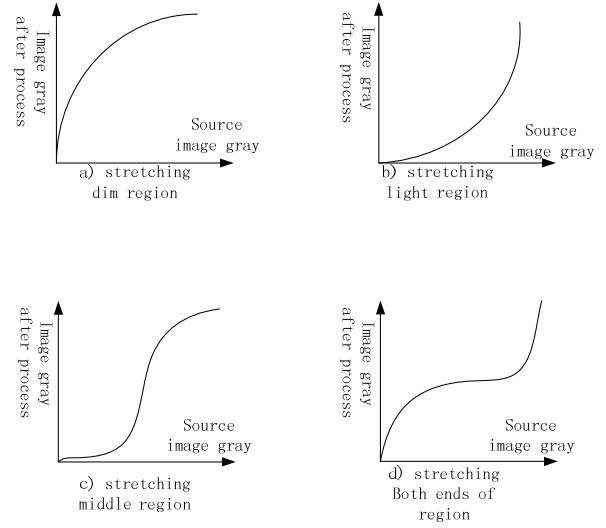 Image gray
after process
Source
image gray
a) stretching
dim region
Image gray
after process
Source
image gray
b) stretching
light region
Image gray
after process
Source
image gray
c) stretching
middle region
Image gray
after process
Source
image gray
d) stretching
Both ends of
region